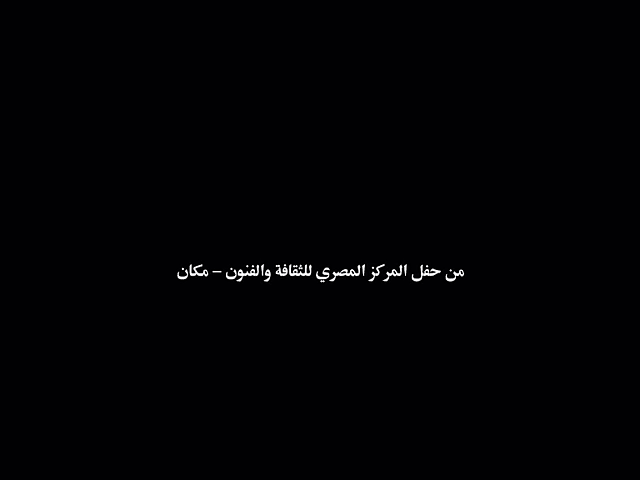 من حفل المركز المصري للثقافة والفنون – مكان